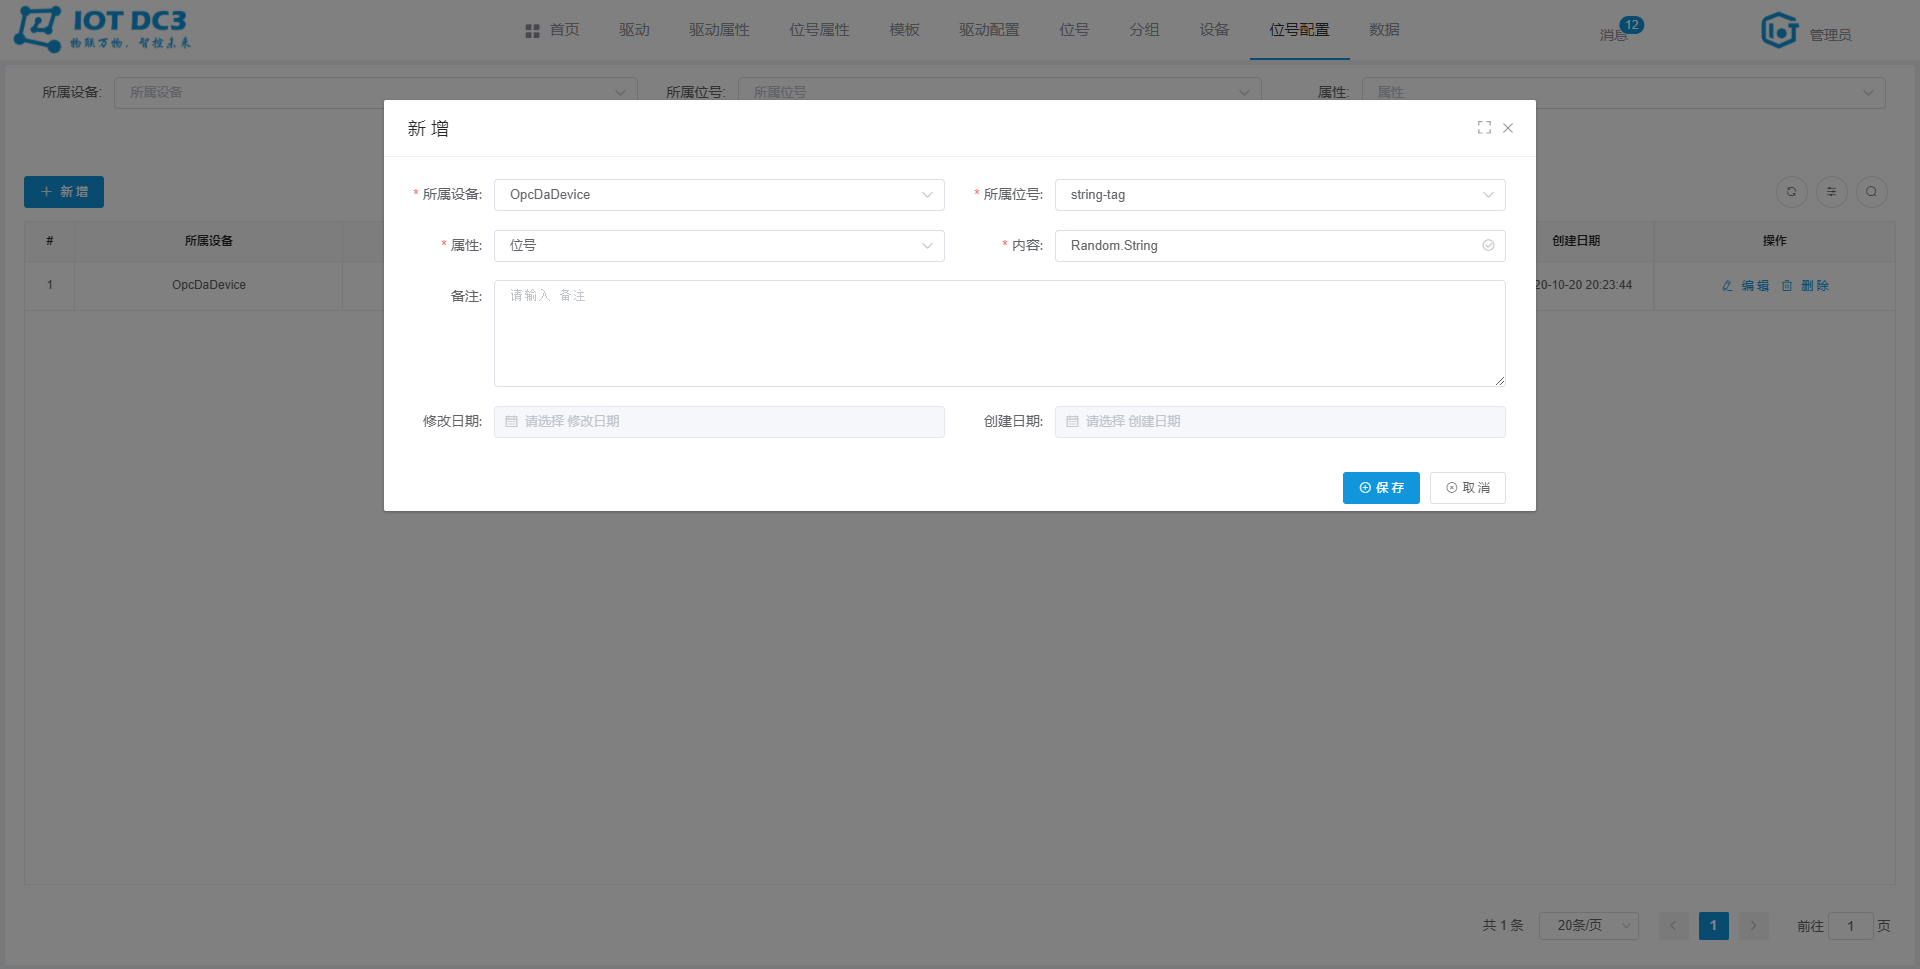 IOT DC3
物联万物，智控未来
首页 驱动 驱动属性 位号属性 模板 驱动配置 位号 分组 设备 位号配置 数据
消息 12
管理员
所属设备: 所属设备 所属位号: 所属位号 属性: 属性
新 增
* 所属设备: OpcDaDevice * 所属位号: string-tag
* 属性: 位号 * 内容: Random.String
备注: 请输入 备注
修改日期: 请选择 修改日期 创建日期: 请选择 创建日期
保 存 取 消
新 增
# 所属设备 创建日期 操作
1 OpcDaDevice 20-10-20 20:23:44 编 辑 删 除
共 1 条 20条/页 1 前往 1 页